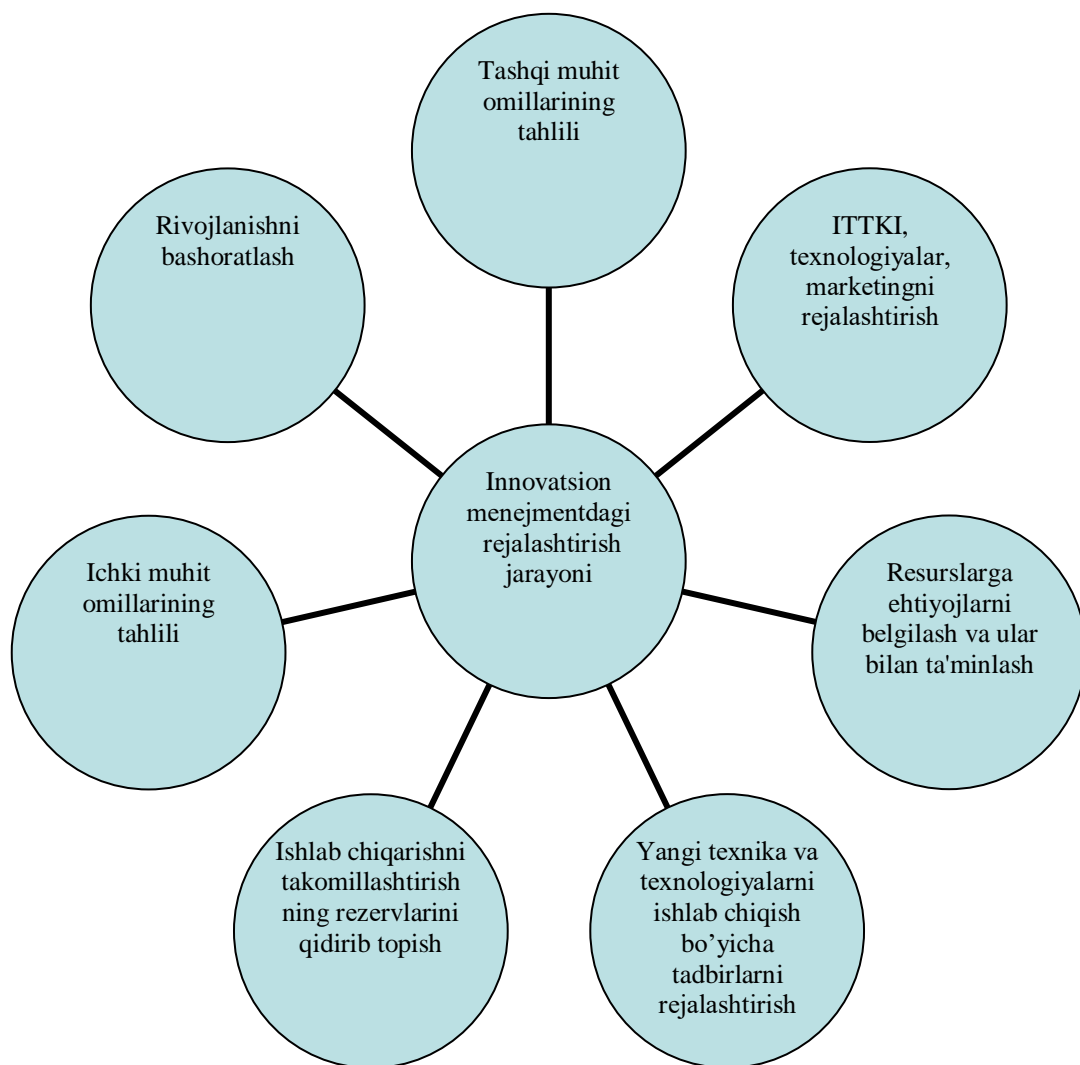 Tashqi muhit
omillarining
tahlili
Rivojlanishni
bashoratlash
ITTKI,
texnologiyalar,
marketingni
rejalashtirish
Innovatsion
menejmentdagi
rejalashtirish
jarayoni
Ichki muhit
omillarining
tahlili
Resurslarga
ehtiyojlarni
belgilash va ular
bilan ta'minlash
Ishlab chiqarishni
takomillashtirish
ning rezervlarini
qidirib topish
Yangi texnika va
texnologiyalarni
ishlab chiqish
bo’yicha
tadbirlarni
rejalashtirish